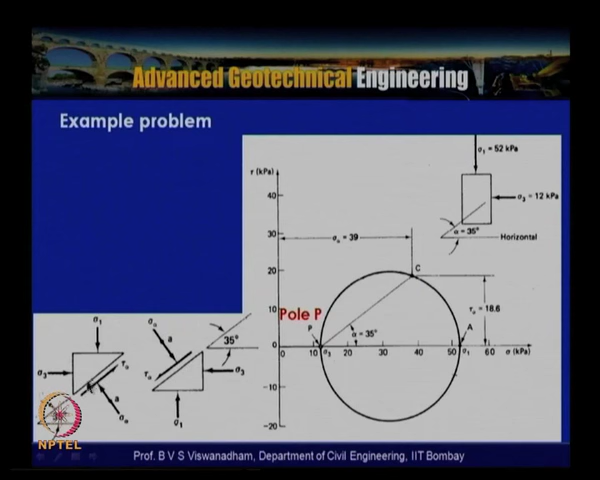 Advanced Geotechnical Engineering
Example problem
τ (kPa)
σ₁ = 52 kPa
σ₃ = 12 kPa
α = 35°
Horizontal
40
30
σα = 39
20
C
10
Pole P
τα = 18.6
P
α = 35°
A
0
0 10 20 30 40 50 60 σ (kPa)
σ₃
σ₁
−10
−20
σ₁
σα
35°
a
τα
σ₃
τα
σ₃
a
σα
σ₁
NPTEL
Prof. B V S Viswanadham, Department of Civil Engineering, IIT Bombay